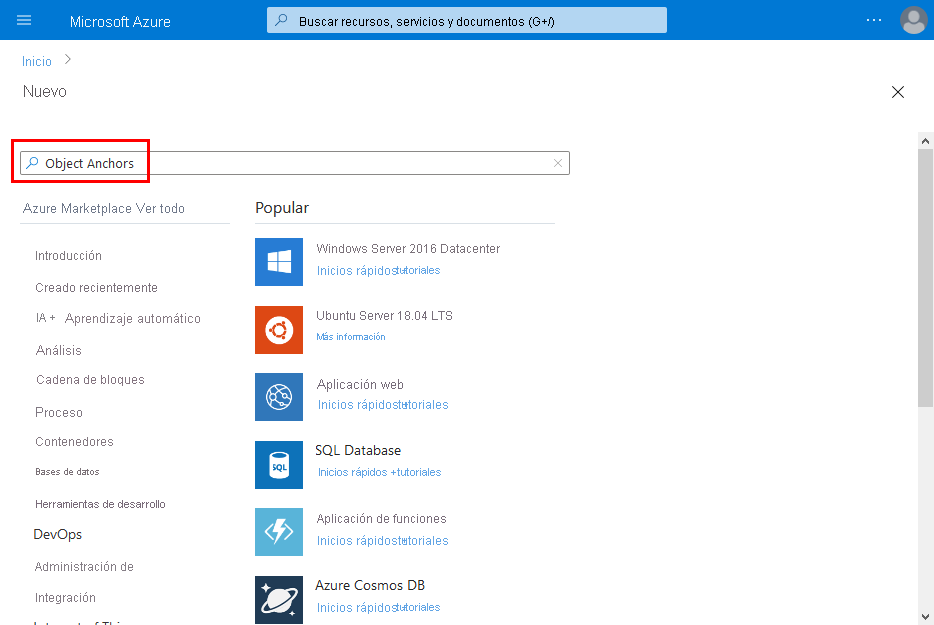 Microsoft Azure
Buscar recursos, servicios y documentos (G+/)
Inicio
Nuevo
Object Anchors
Azure Marketplace Ver todo
Introducción
Creado recientemente
IA + Aprendizaje automático
Análisis
Cadena de bloques
Proceso
Contenedores
Bases de datos
Herramientas de desarrollo
DevOps
Administración de
Integración
Popular
Windows Server 2016 Datacenter
Inicios rápidostutoriales
Ubuntu Server 18.04 LTS
Más información
Aplicación web
Inicios rápidostutoriales
SQL
SQL Database
Inicios rápidos +tutoriales
Aplicación de funciones
Inicios rápidostutoriales
Azure Cosmos DB
Inicios rápidostutoriales